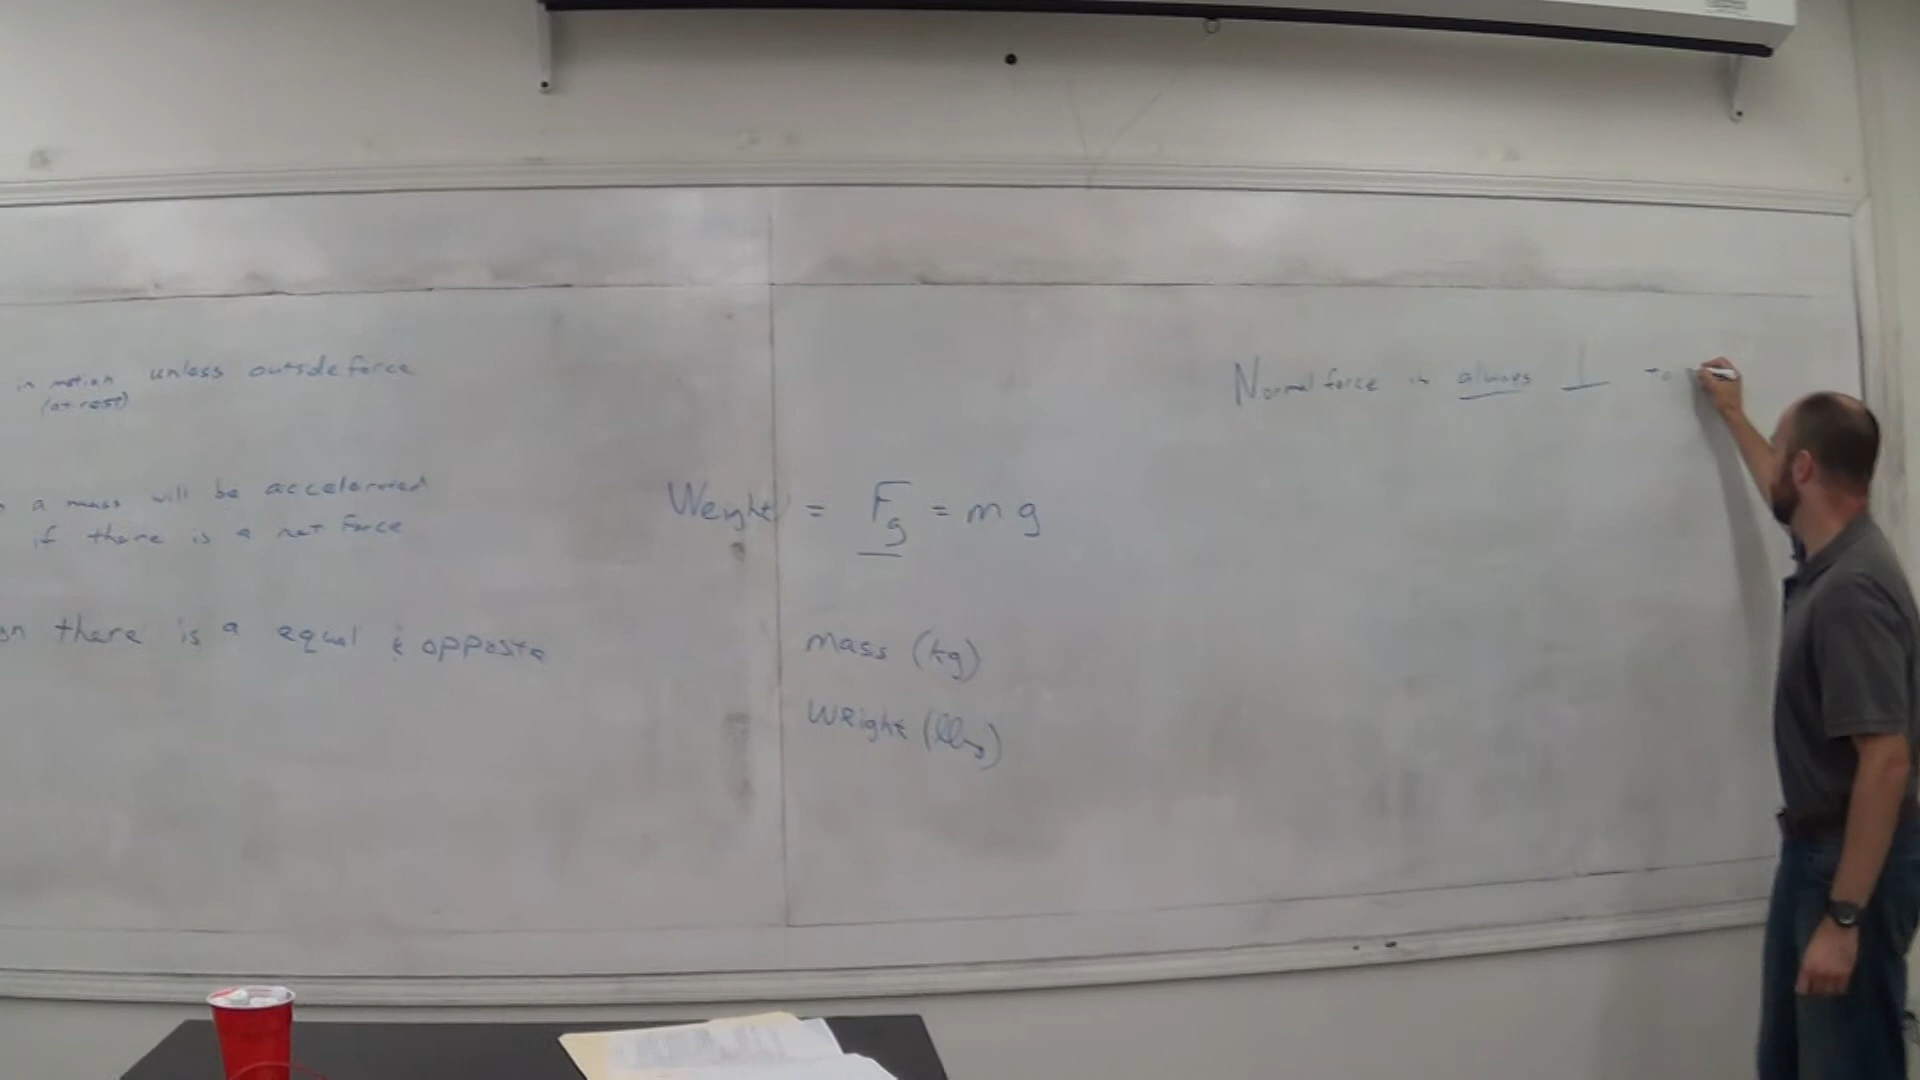 in motion unless outside force
(at rest)
a mass will be accelerated
if there is a net force
on there is a equal & opposite
Weight = Fg = mg
mass (kg)
Weight (lbs)
Normal force is always ⊥ to